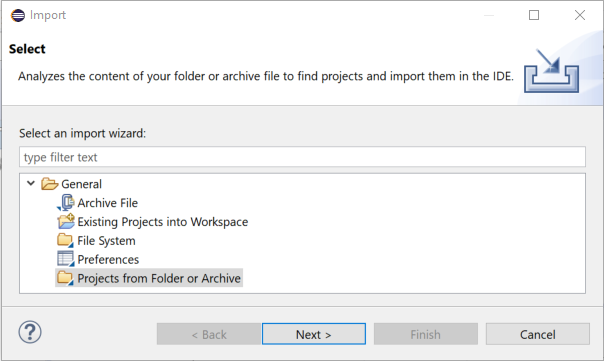 Import
Select
Analyzes the content of your folder or archive file to find projects and import them in the IDE.
Select an import wizard:
type filter text
General
Archive File
Existing Projects into Workspace
File System
Preferences
Projects from Folder or Archive
?
< Back
Next >
Finish
Cancel